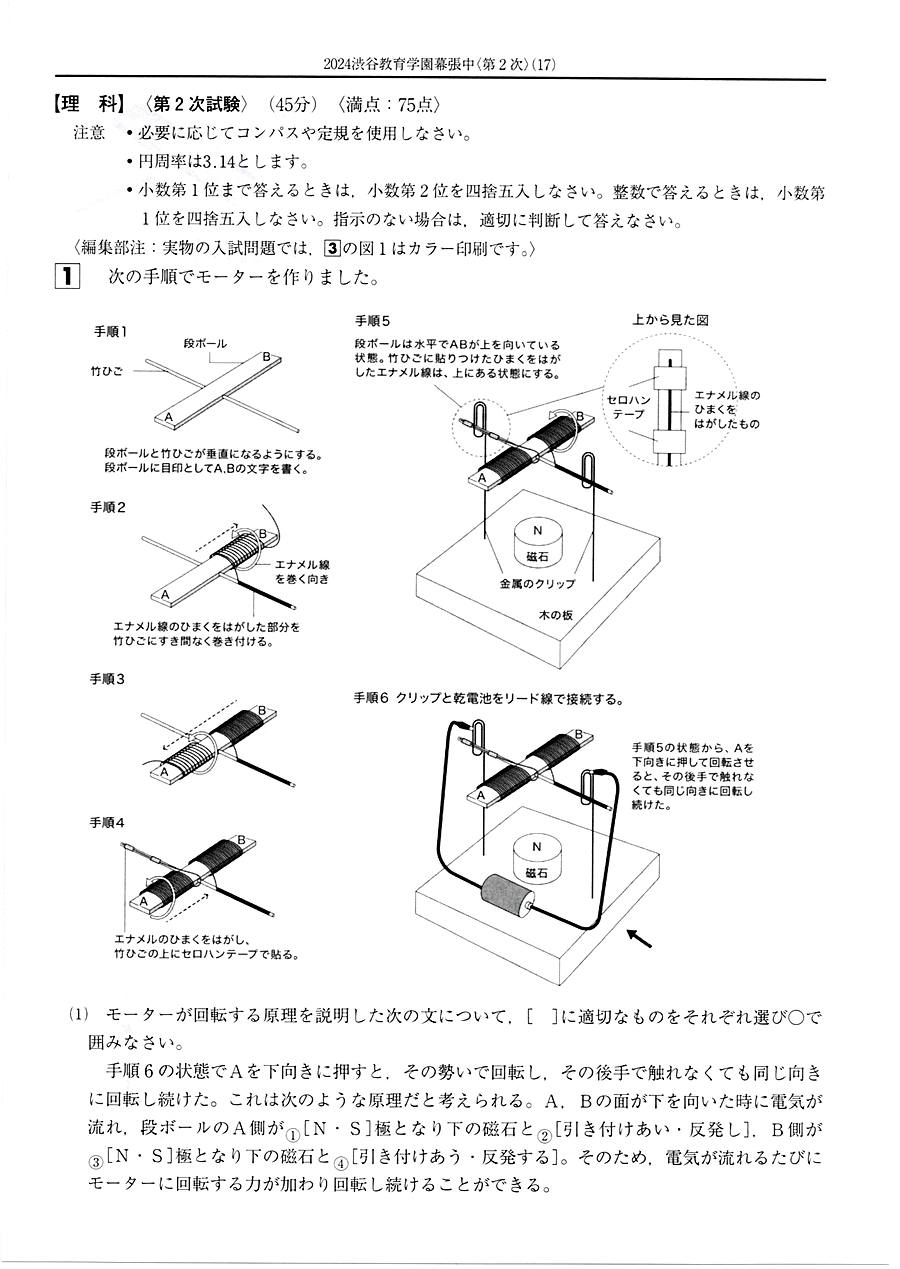 2024渋谷教育学園幕張中〈第2次〉(17)
【理　科】〈第2次試験〉（45分）〈満点：75点〉
注意　・必要に応じてコンパスや定規を使用しなさい。
・円周率は3.14とします。
・小数第1位まで答えるときは，小数第2位を四捨五入しなさい。整数で答えるときは，小数第
1位を四捨五入しなさい。指示のない場合は，適切に判断して答えなさい。
〈編集部注：実物の入試問題では，3の図1はカラー印刷です。〉
1　次の手順でモーターを作りました。
手順1
段ボール
竹ひご
A
B
段ボールと竹ひごが垂直になるようにする。
段ボールに目印としてA,Bの文字を書く。
手順2
B
A
エナメル線
を巻く向き
エナメル線のひまくをはがした部分を
竹ひごにすき間なく巻き付ける。
手順3
B
A
手順4
B
A
エナメルのひまくをはがし、
竹ひごの上にセロハンテープで貼る。
手順5
段ボールは水平でABが上を向いている
状態。竹ひごに貼りつけたひまくをはが
したエナメル線は、上にある状態にする。
上から見た図
セロハン
テープ
エナメル線の
ひまくを
はがしたもの
B
A
N
磁石
金属のクリップ
木の板
手順6 クリップと乾電池をリード線で接続する。
B
A
N
磁石
手順5の状態から、Aを
下向きに押して回転させ
ると、その後手で触れな
くても同じ向きに回転し
続けた。
(1)　モーターが回転する原理を説明した次の文について，［　］に適切なものをそれぞれ選び○で
囲みなさい。
手順6の状態でAを下向きに押すと，その勢いで回転し，その後手で触れなくても同じ向き
に回転し続けた。これは次のような原理だと考えられる。A，Bの面が下を向いた時に電気が
流れ，段ボールのA側が①［N・S］極となり下の磁石と②［引き付けあい・反発し］，B側が
③［N・S］極となり下の磁石と④［引き付けあう・反発する］。そのため，電気が流れるたびに
モーターに回転する力が加わり回転し続けることができる。